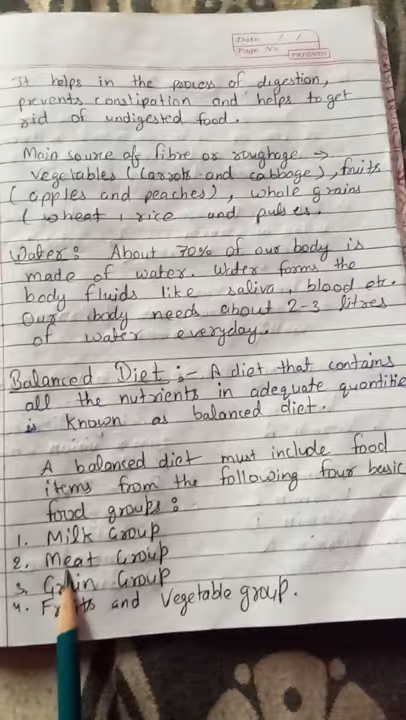 Date / /
Page No.
It helps in the process of digestion,
prevents constipation and helps to get
rid of undigested food.
Main source of fibre or roughage →
vegetables (carrots and cabbage), fruits
(apples and peaches), whole grains
(wheat, rice and pulses.
Water: About 70% of our body is
made of water. Water forms the
body fluids like saliva, blood etc.
Our body needs about 2-3 litres
of water everyday.
Balanced Diet :- A diet that contains
all the nutrients in adequate quantitie
is known as balanced diet.
A balanced diet must include food
items from the following four basic
food groups:
1. Milk Group
2. Meat Group
3. Grain Group
4. Fruits and Vegetable group.